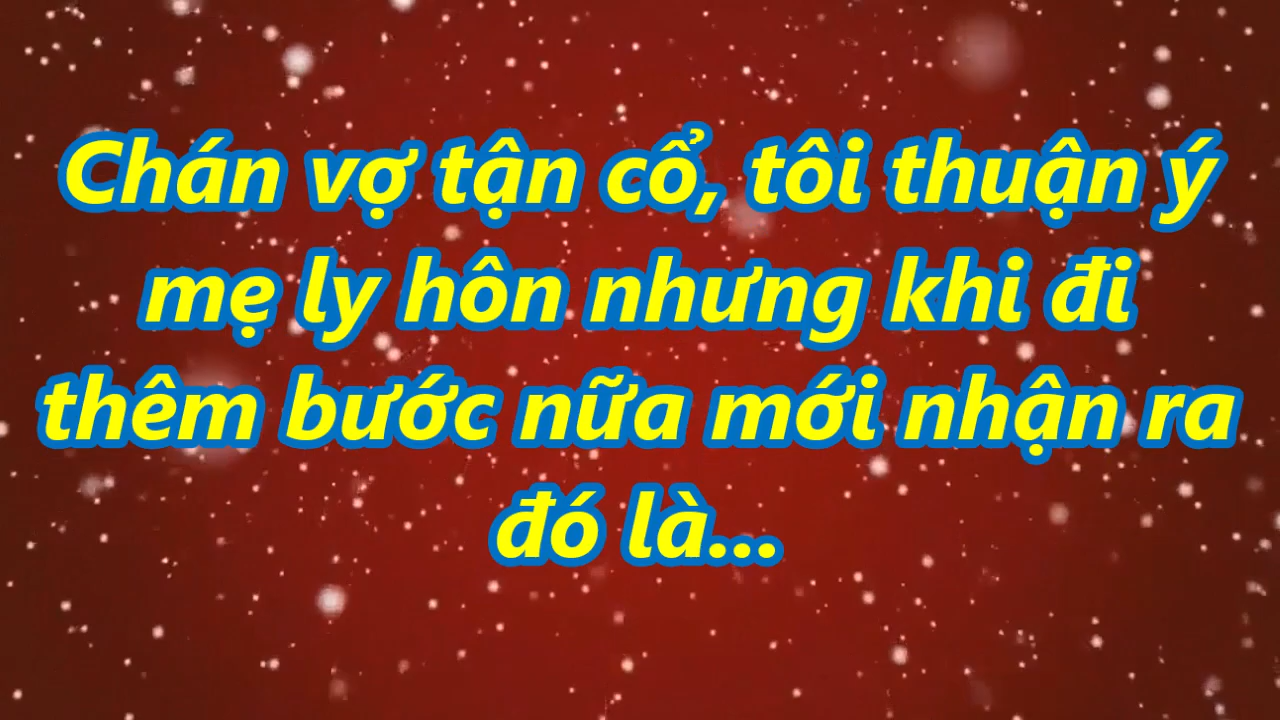 Chán vợ tận cổ, tôi thuận ý
mẹ ly hôn nhưng khi đi
thêm bước nữa mới nhận ra
đó là...